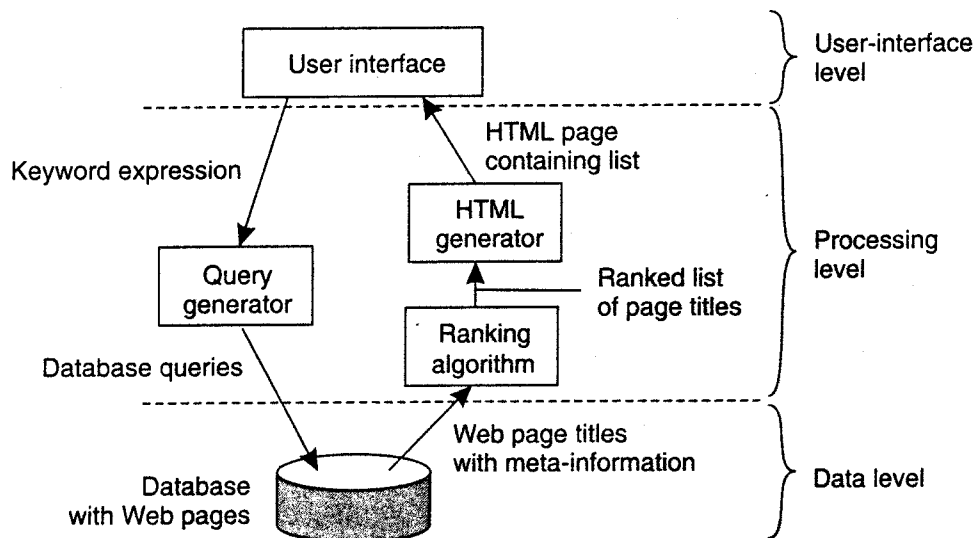 User interface
User-interface
level
HTML page
containing list
Keyword expression
HTML
generator
Processing
level
Query
generator
Ranked list
of page titles
Ranking
algorithm
Database queries
Web page titles
with meta-information
Data level
Database
with Web pages